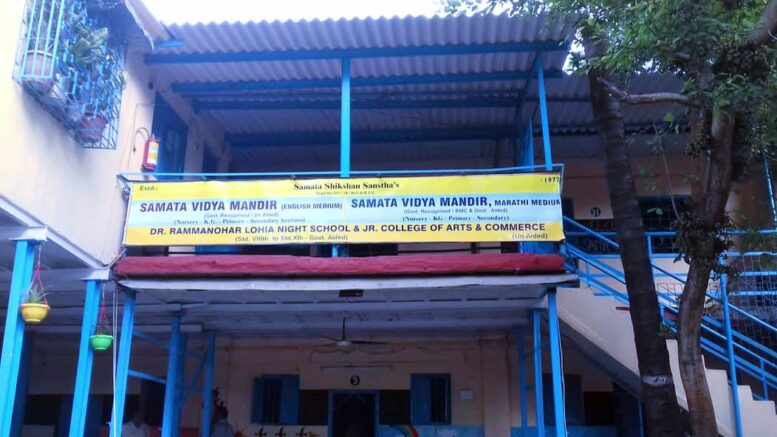 Estd.:
Samata Shikshan Sanstha's
: 1977
SAMATA VIDYA MANDIR (ENGLISH MEDIUM)
(Govt. Recognised / Un Aided)
(Nursery - K.G. - Primary - Secondary Section)
SAMATA VIDYA MANDIR, MARATHI MEDIUM
(Govt. Recognised / BMC & Govt. Aided)
(Nursery - KG. Primary - Secondary)
DR. RAMMANOHAR LOHIA NIGHT SCHOOL & JR. COLLEGE OF ARTS & COMMERCE
(Std. VIIIth to Std.Xth - Govt. Aided)
(Un Aided)